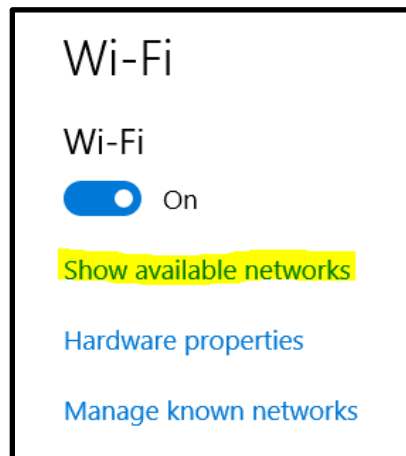 Wi-Fi
Wi-Fi
On
Show available networks
Hardware properties
Manage known networks